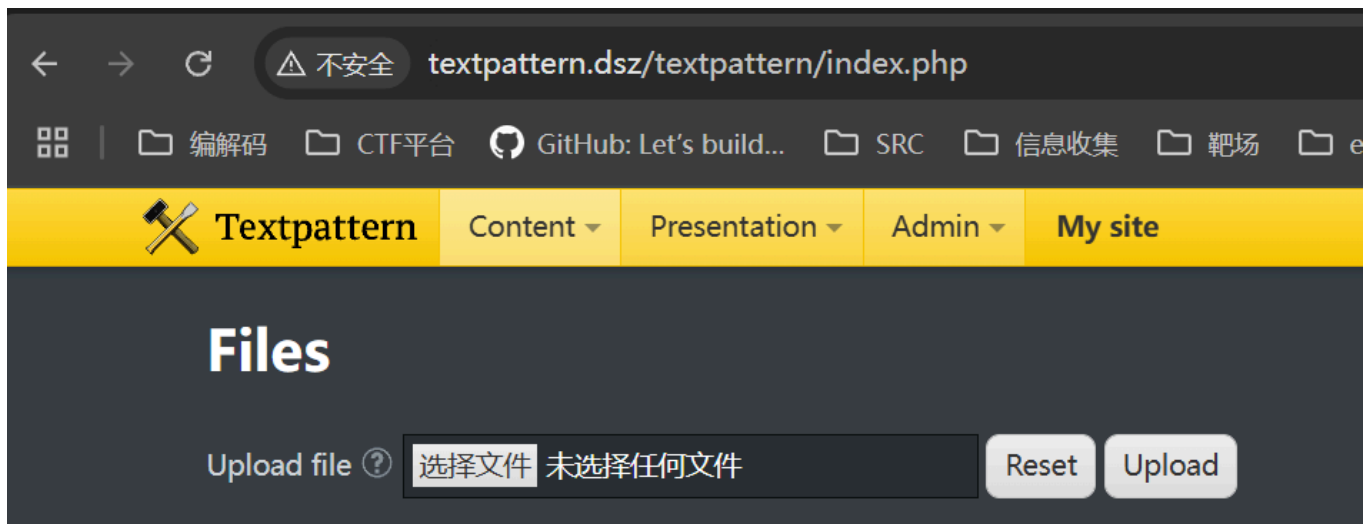 不安全 textpattern.dsz/textpattern/index.php
编解码 CTF平台 GitHub: Let's build... SRC 信息收集 靶场 e
Textpattern Content Presentation Admin My site
Files
Upload file ? 选择文件 未选择任何文件 Reset Upload